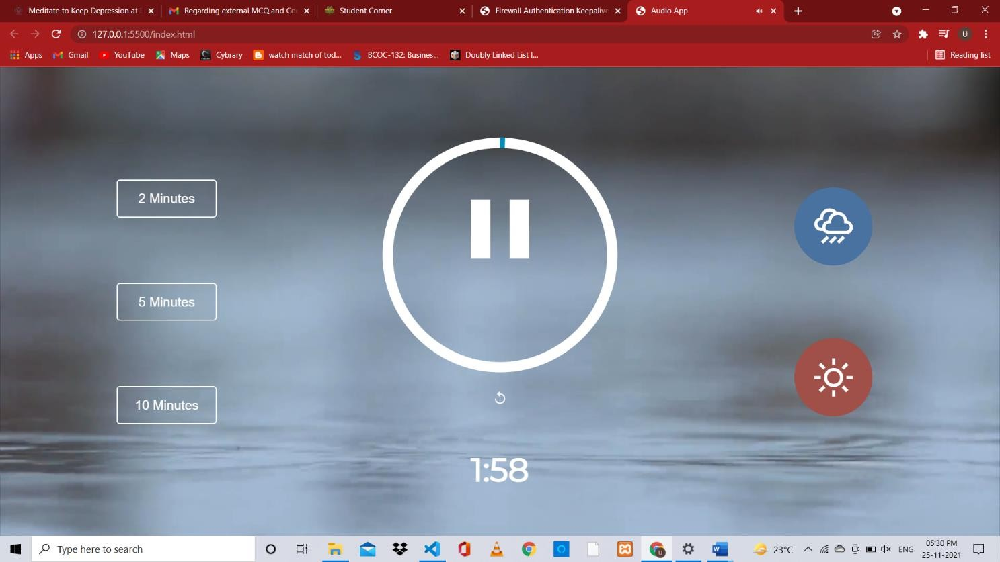 Meditate to Keep Depression at
Regarding external MCQ and Co
Student Corner
Firewall Authentication Keepalive
Audio App
127.0.0.1:5500/index.html
U
Apps
Gmail
YouTube
Maps
Cybrary
watch match of tod...
BCOC-132: Busines...
Doubly Linked List I...
Reading list
2 Minutes
5 Minutes
10 Minutes
1:58
Type here to search
23°C
ENG
05:30 PM
25-11-2021